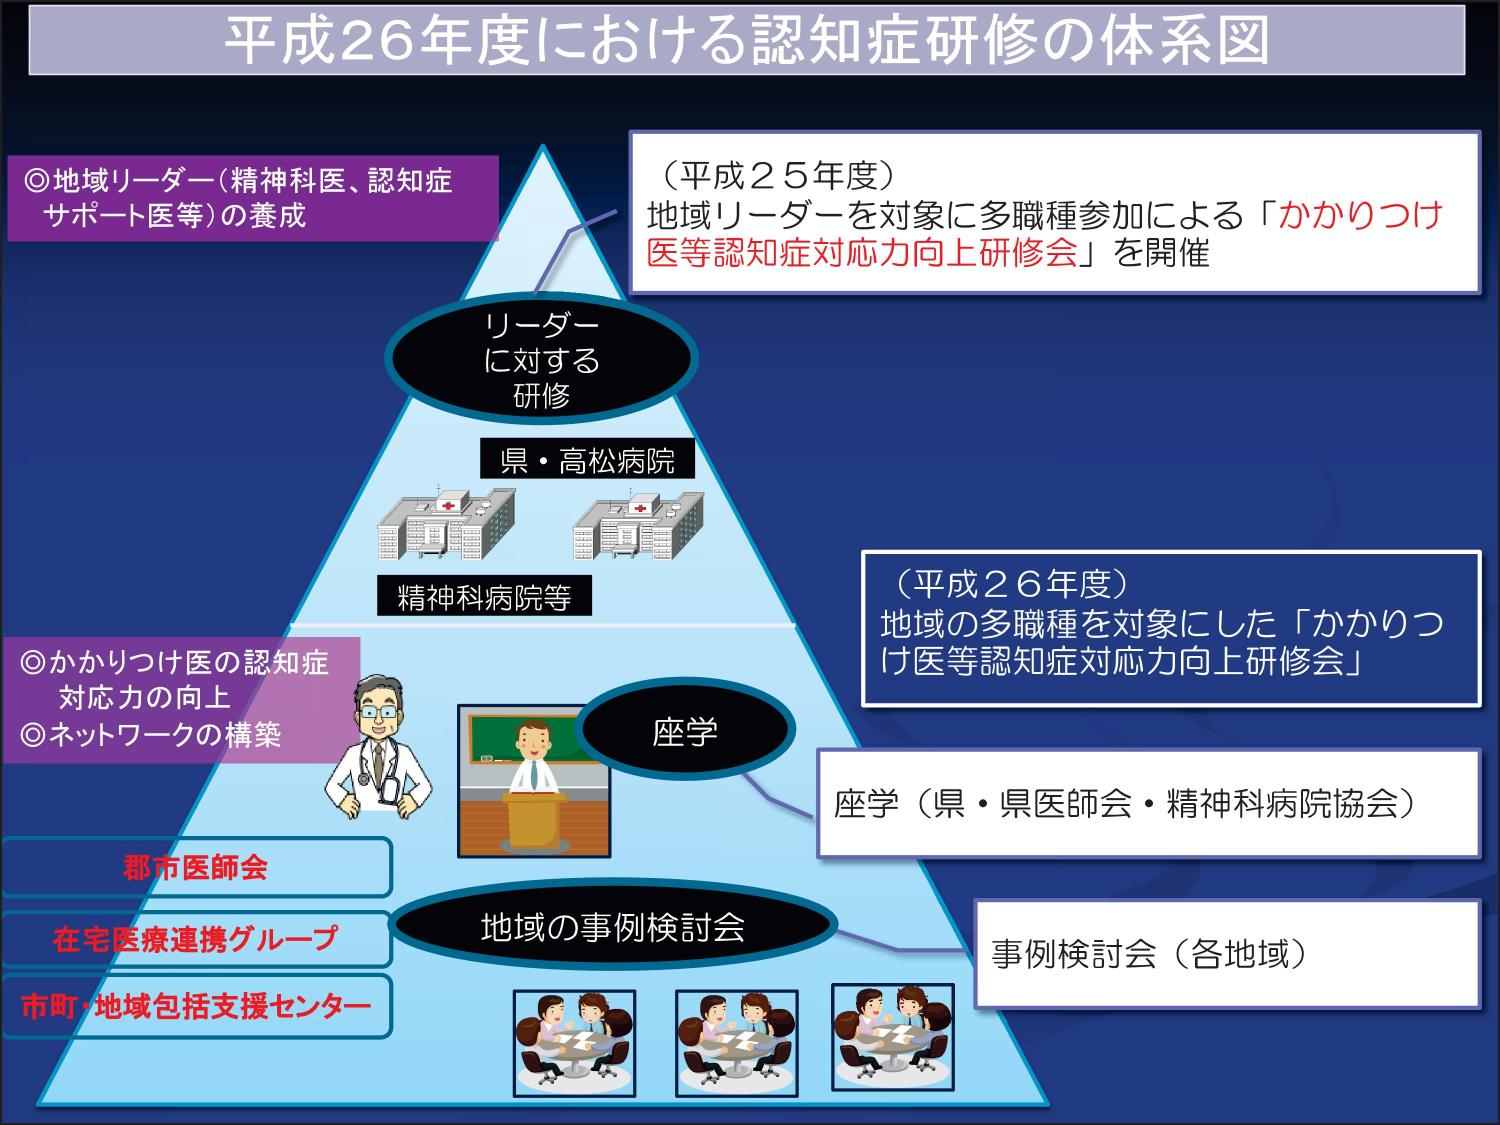 平成26年度における認知症研修の体系図
◎地域リーダー（精神科医、認知症
サポート医等）の養成
（平成２５年度）
地域リーダーを対象に多職種参加による「かかりつけ
医等認知症対応力向上研修会」を開催
リーダー
に対する
研修
県・高松病院
精神科病院等
（平成２６年度）
地域の多職種を対象にした「かかりつ
け医等認知症対応力向上研修会」
◎かかりつけ医の認知症
対応力の向上
◎ネットワークの構築
座学
座学（県・県医師会・精神科病院協会）
郡市医師会
在宅医療連携グループ
市町・地域包括支援センター
地域の事例検討会
事例検討会（各地域）